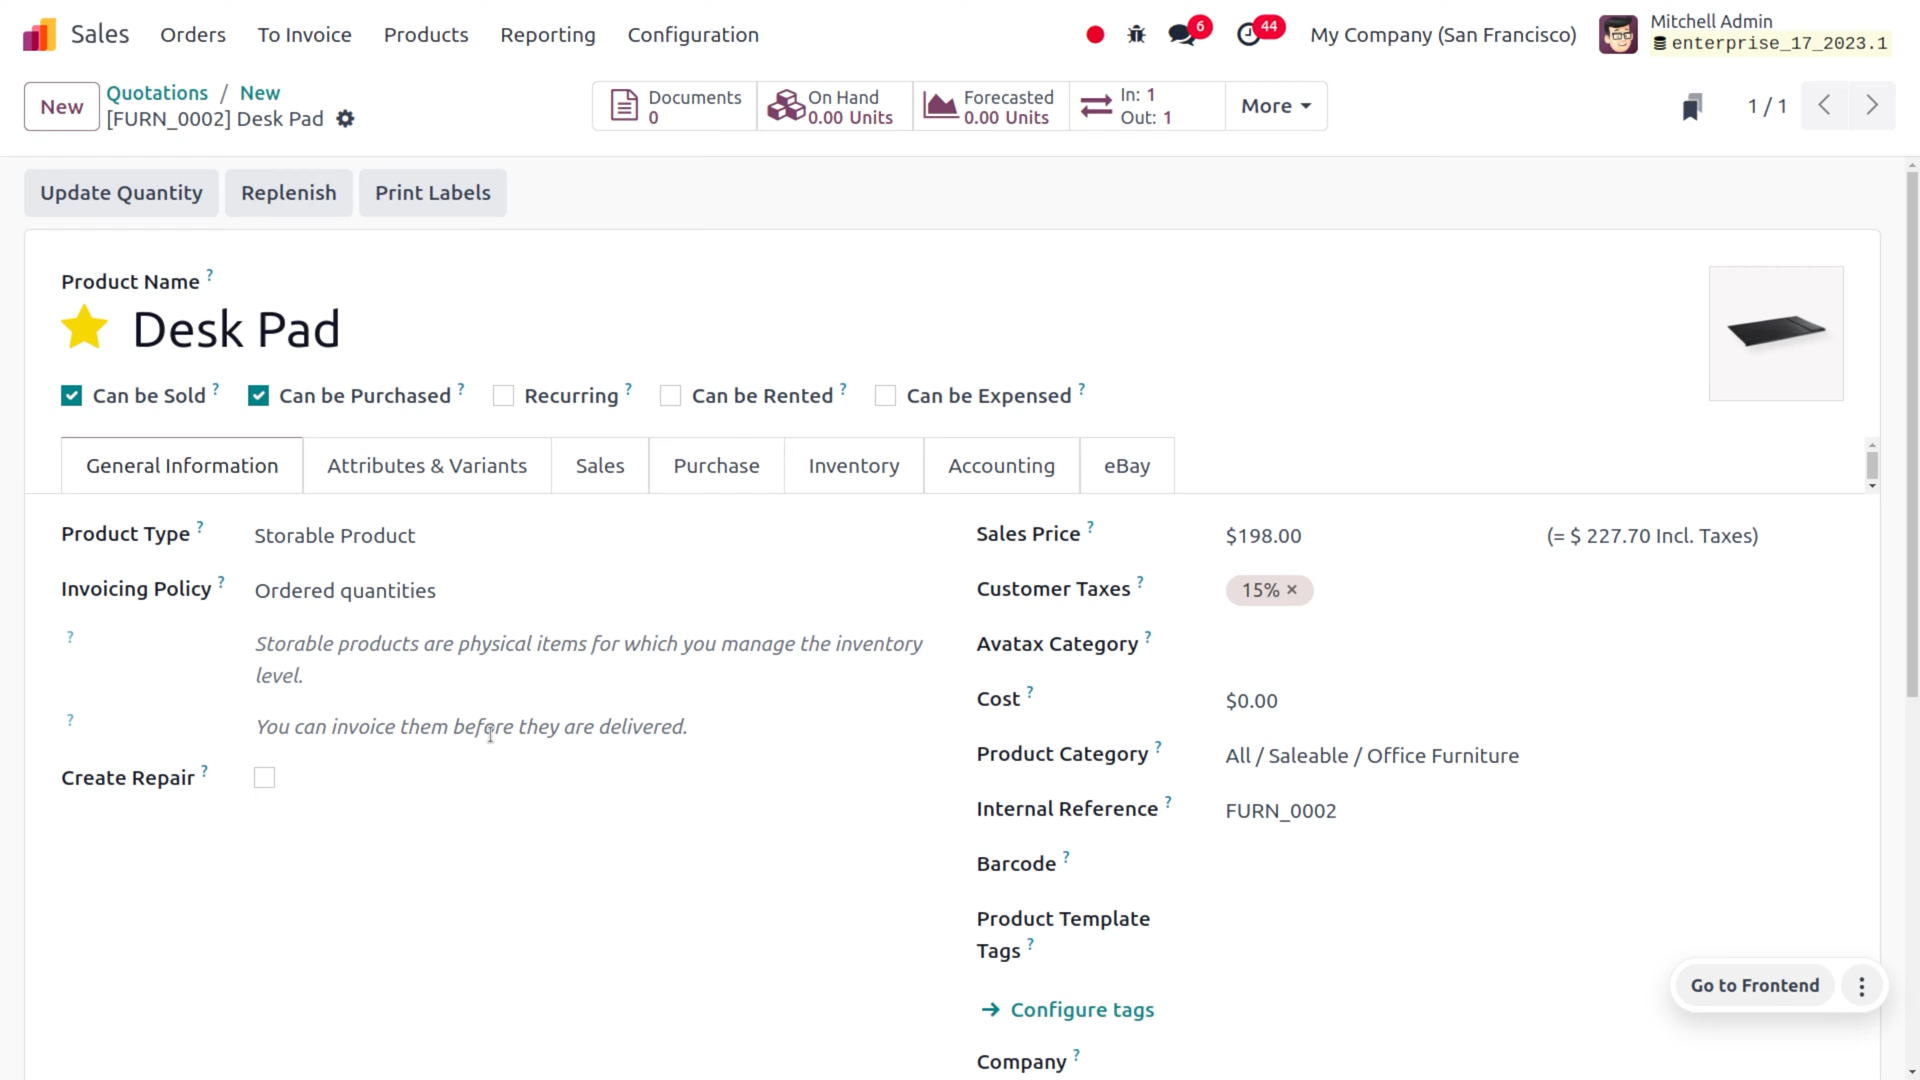 Sales Orders To Invoice Products Reporting Configuration 6 44 My Company (San Francisco) Mitchell Admin
enterprise_17_2023.1
New Quotations / New
[FURN_0002] Desk Pad
Documents 0 On Hand 0.00 Units Forecasted 0.00 Units In: 1 Out: 1 More 1 / 1
Update Quantity Replenish Print Labels
Product Name ?
Desk Pad
Can be Sold ? Can be Purchased ? Recurring ? Can be Rented ? Can be Expensed ?
General Information Attributes & Variants Sales Purchase Inventory Accounting eBay
Product Type ? Storable Product
Invoicing Policy ? Ordered quantities
? Storable products are physical items for which you manage the inventory
level.
? You can invoice them before they are delivered.
Create Repair ?
Sales Price ? $198.00 (= $ 227.70 Incl. Taxes)
Customer Taxes ? 15% ×
Avatax Category ?
Cost ? $0.00
Product Category ? All / Saleable / Office Furniture
Internal Reference ? FURN_0002
Barcode ?
Product Template
Tags ?
→ Configure tags
Company ?
Go to Frontend